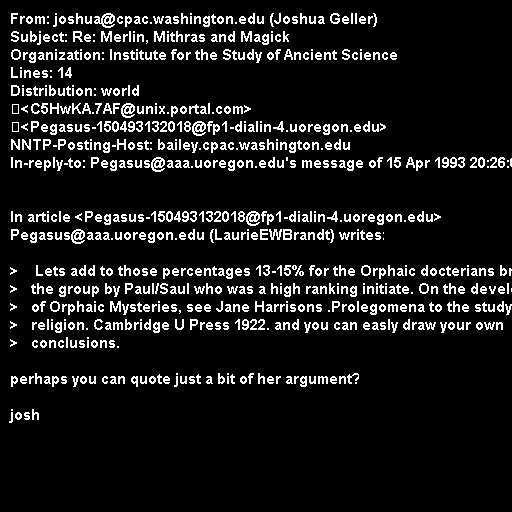 From: joshua@cpac.washington.edu (Joshua Geller)
Subject: Re: Merlin, Mithras and Magick
Organization: Institute for the Study of Ancient Science
Lines: 14
Distribution: world
<C5HwKA.7AF@unix.portal.com>
<Pegasus-150493132018@fp1-dialin-4.uoregon.edu>
NNTP-Posting-Host: bailey.cpac.washington.edu
In-reply-to: Pegasus@aaa.uoregon.edu's message of 15 Apr 1993 20:26:
In article <Pegasus-150493132018@fp1-dialin-4.uoregon.edu>
Pegasus@aaa.uoregon.edu (LaurieEWBrandt) writes:
> Lets add to those percentages 13-15% for the Orphaic docterians
> the group by Paul/Saul who was a high ranking initiate. On the
> of Orphaic Mysteries, see Jane Harrisons .Prolegomena to the study
> religion. Cambridge U Press 1922. and you can easly draw your own
> conclusions.
perhaps you can quote just a bit of her argument?
josh